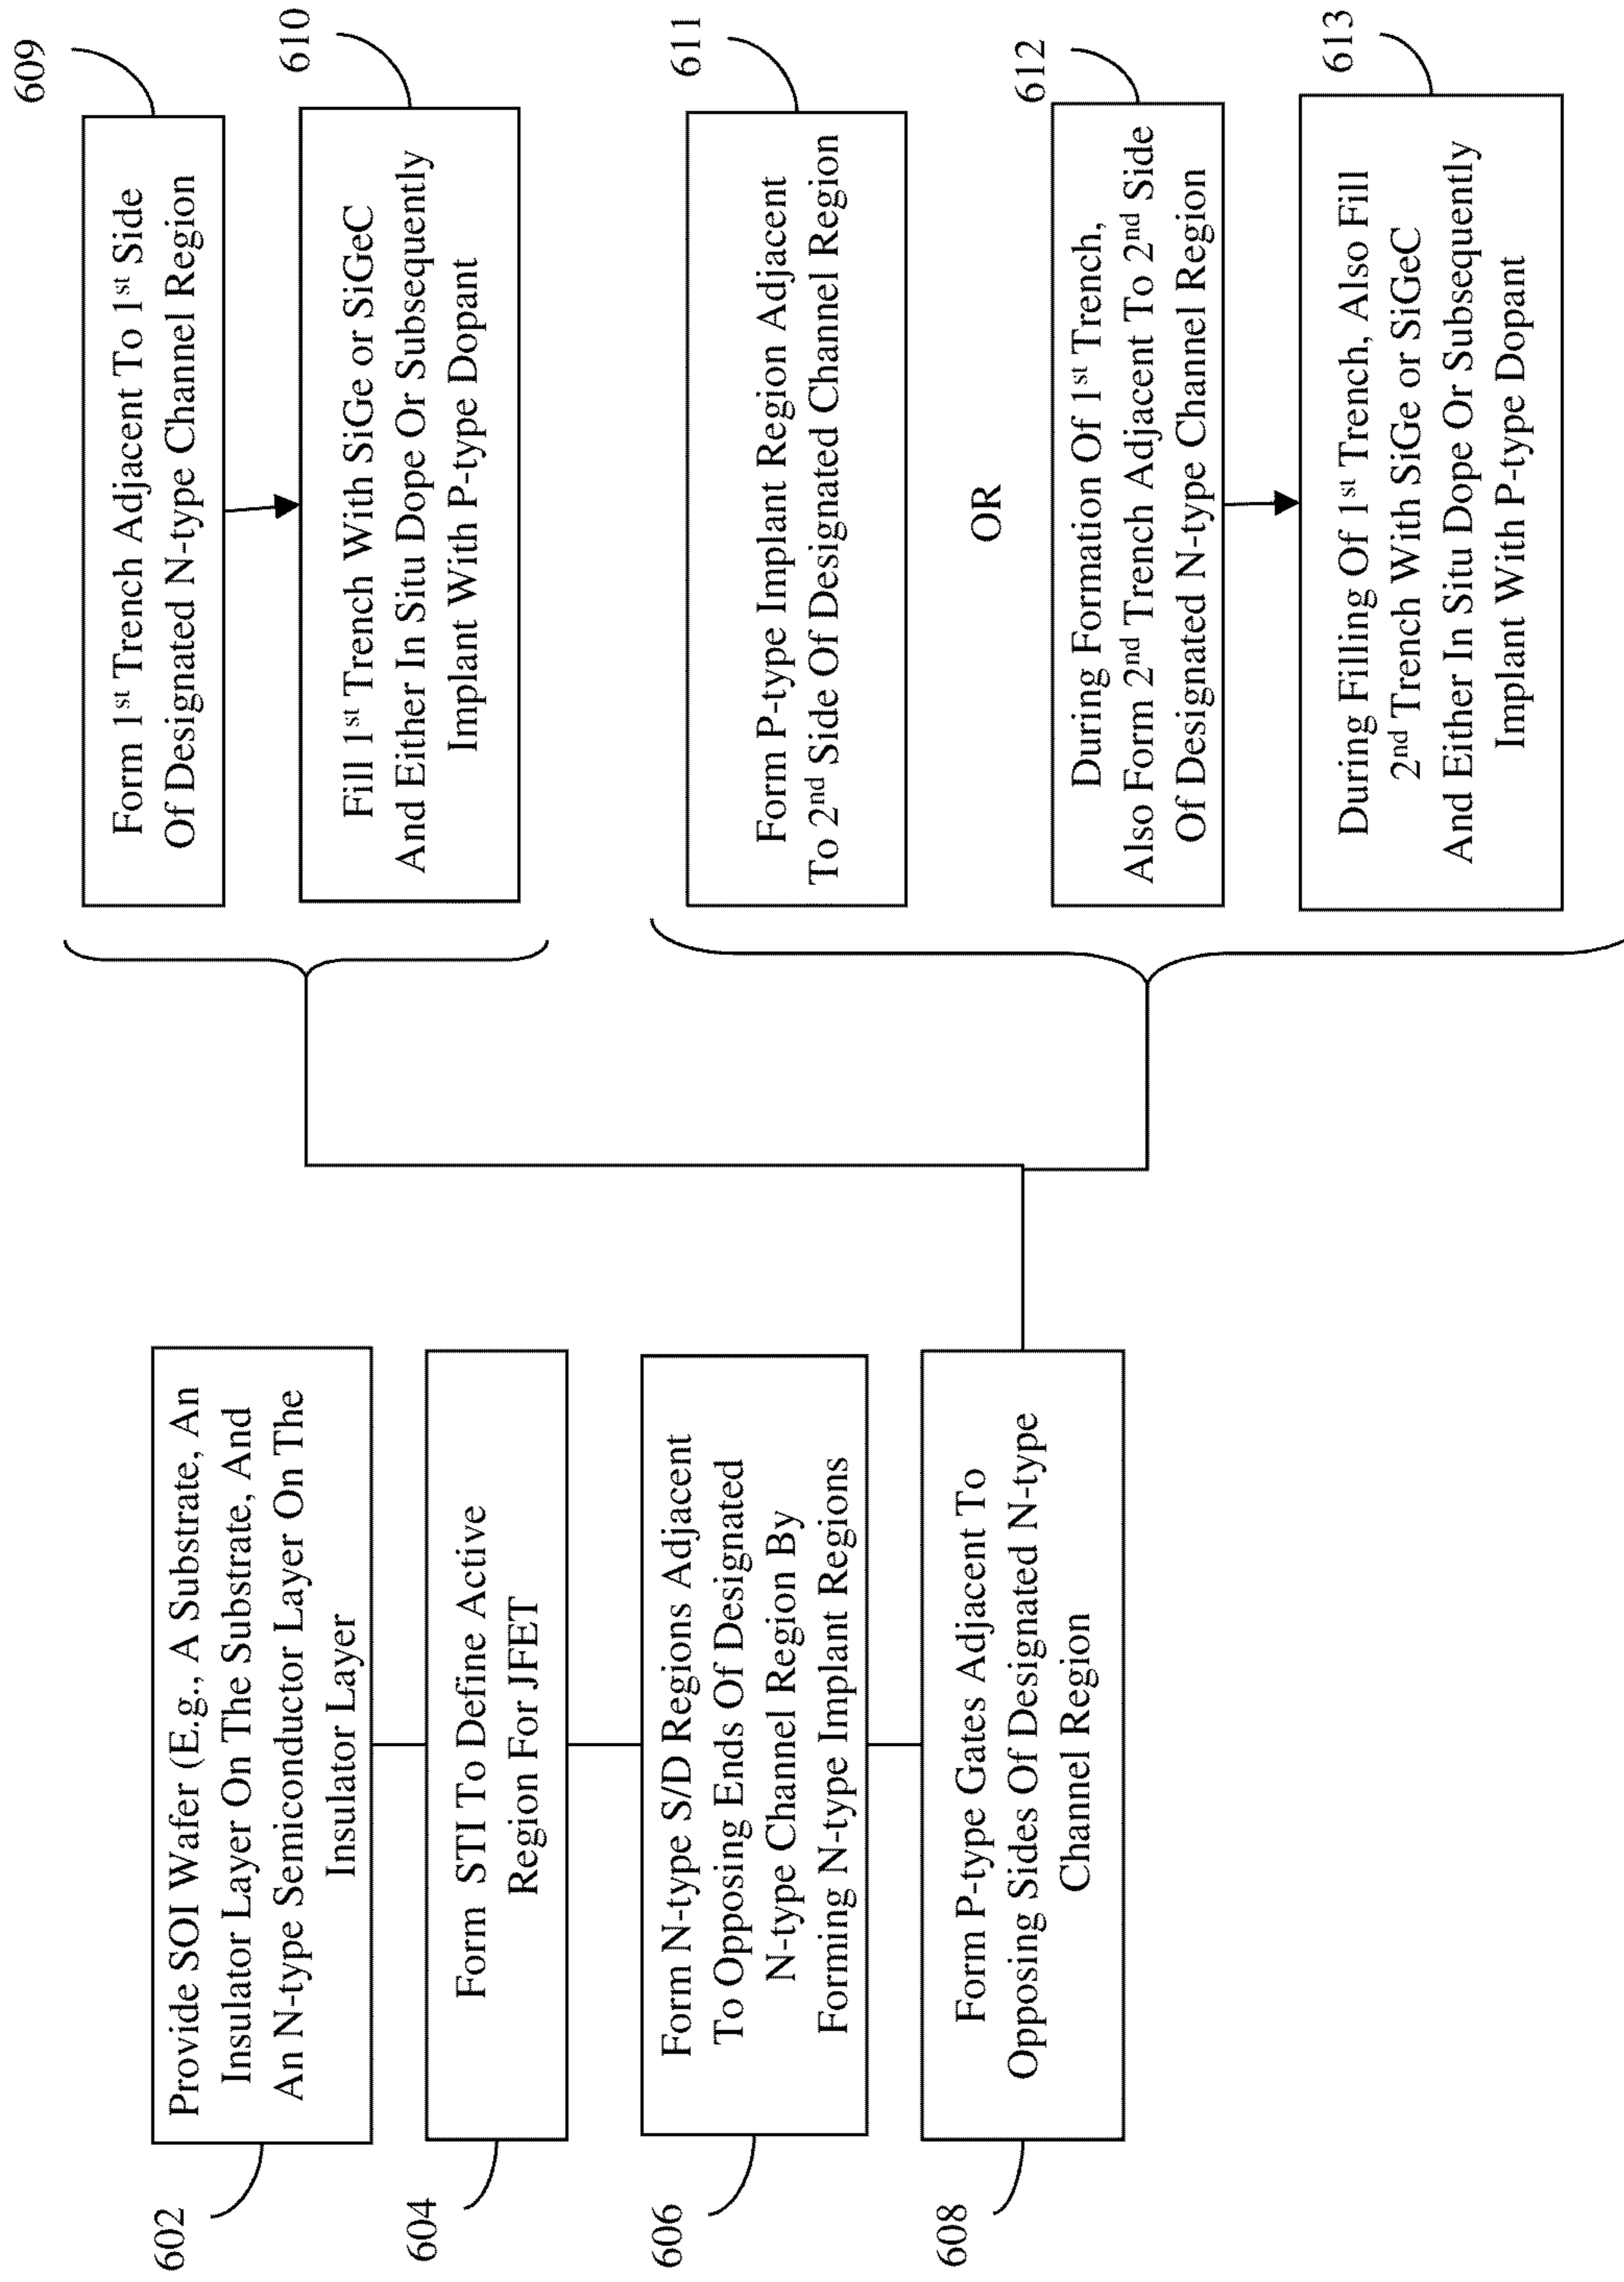 602
Provide SOI Wafer (E.g., A Substrate, An
Insulator Layer On The Substrate, And
An N-type Semiconductor Layer On The
Insulator Layer
604
Form STI To Define Active
Region For JFET
606
Form N-type S/D Regions Adjacent
To Opposing Ends Of Designated
N-type Channel Region By
Forming N-type Implant Regions
608
Form P-type Gates Adjacent To
Opposing Sides Of Designated N-type
Channel Region
609
Form 1st Trench Adjacent To 1st Side
Of Designated N-type Channel Region
610
Fill 1st Trench With SiGe or SiGeC
And Either In Situ Dope Or Subsequently
Implant With P-type Dopant
611
Form P-type Implant Region Adjacent
To 2nd Side Of Designated Channel Region
OR
612
During Formation Of 1st Trench,
Also Form 2nd Trench Adjacent To 2nd Side
Of Designated N-type Channel Region
613
During Filling Of 1st Trench, Also Fill
2nd Trench With SiGe or SiGeC
And Either In Situ Dope Or Subsequently
Implant With P-type Dopant